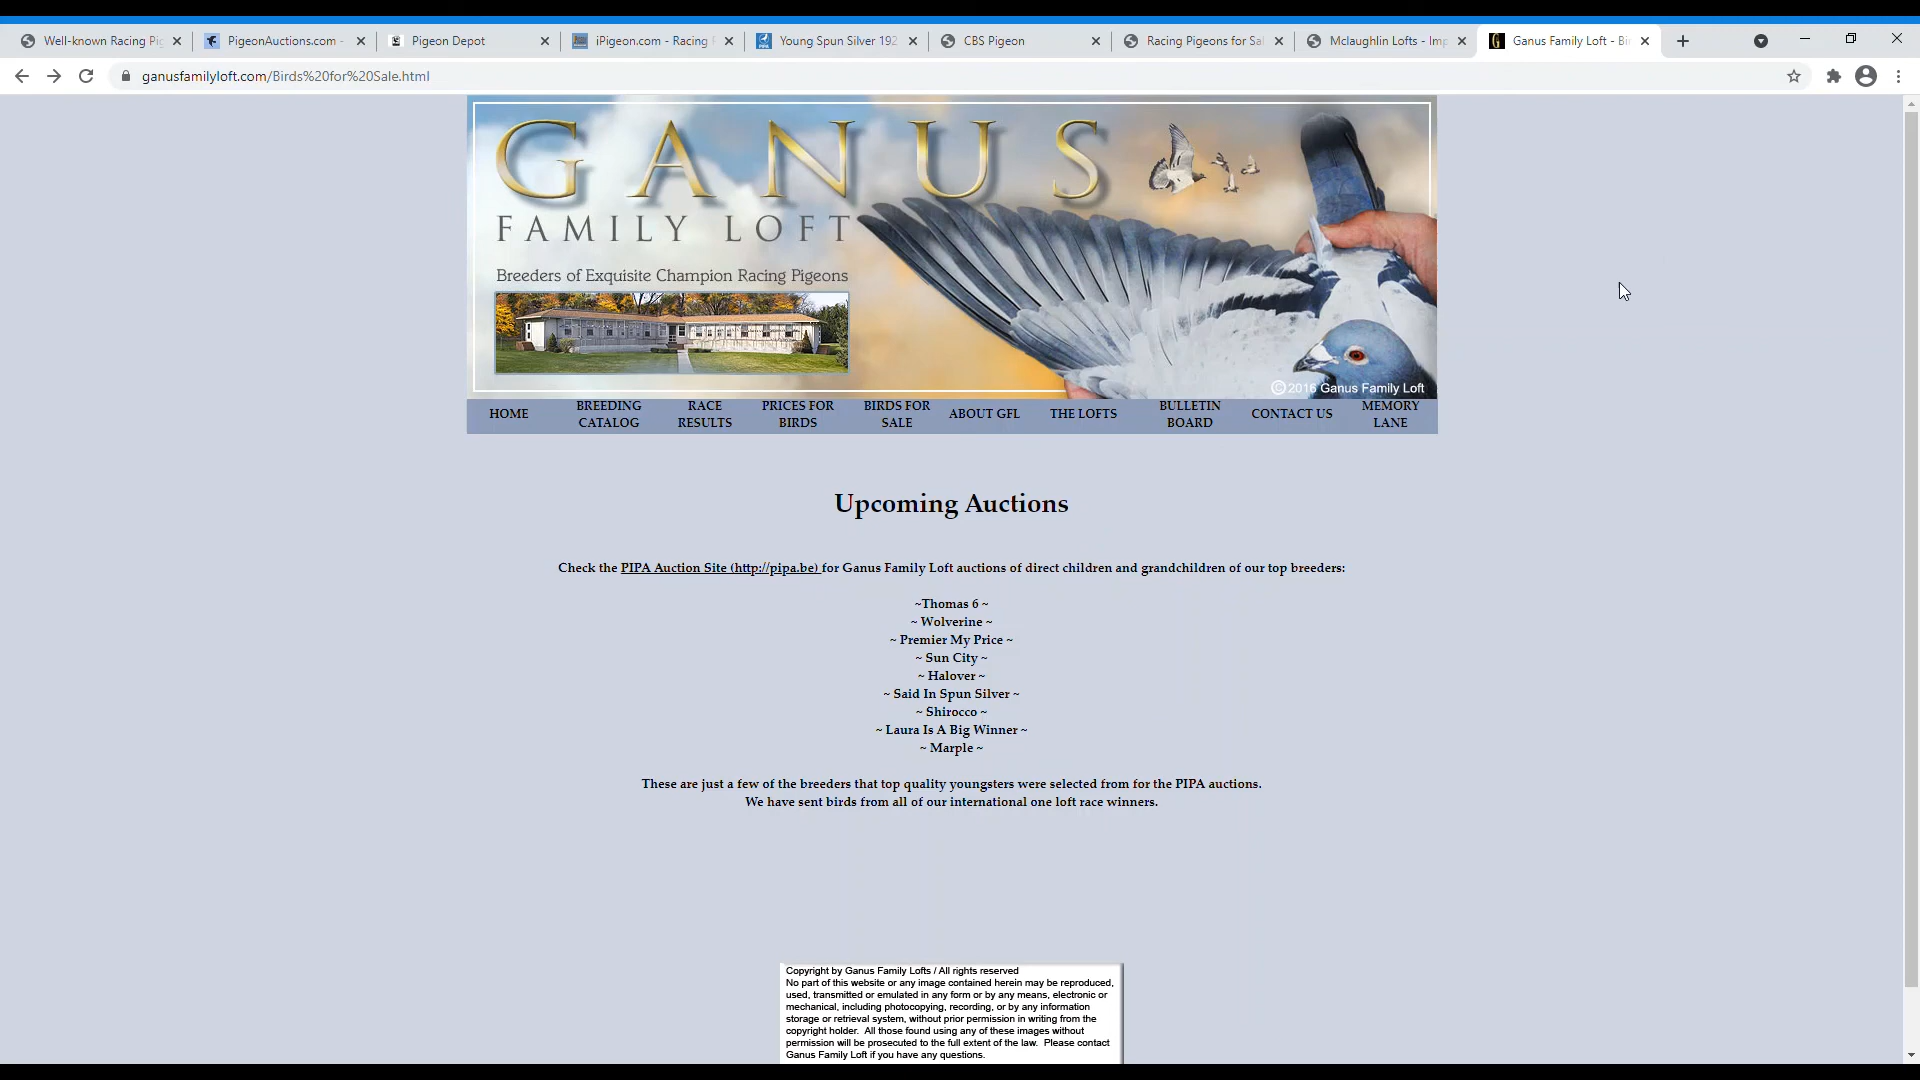 Well-known Racing Pig
PigeonAuctions.com -
Pigeon Depot
iPigeon.com - Racing
Young Spun Silver 192
CBS Pigeon
Racing Pigeons for Sal
Mclaughlin Lofts - Imp
Ganus Family Loft - Bir
ganusfamilyloft.com/Birds%20for%20Sale.html
GANUS
FAMILY LOFT
Breeders of Exquisite Champion Racing Pigeons
©2016 Ganus Family Loft
HOME
BREEDING
CATALOG
RACE
RESULTS
PRICES FOR
BIRDS
BIRDS FOR
SALE
ABOUT GFL
THE LOFTS
BULLETIN
BOARD
CONTACT US
MEMORY
LANE
Upcoming Auctions
Check the PIPA Auction Site (http://pipa.be) for Ganus Family Loft auctions of direct children and grandchildren of our top breeders:
~Thomas 6 ~
~ Wolverine ~
~ Premier My Price ~
~ Sun City ~
~ Halover ~
~ Said In Spun Silver ~
~ Shirocco ~
~ Laura Is A Big Winner ~
~ Marple ~
These are just a few of the breeders that top quality youngsters were selected from for the PIPA auctions.
We have sent birds from all of our international one loft race winners.
Copyright by Ganus Family Lofts / All rights reserved
No part of this website or any image contained herein may be reproduced,
used, transmitted or emulated in any form or by any means, electronic or
mechanical, including photocopying, recording, or by any information
storage or retrieval system, without prior permission in writing from the
copyright holder. All those found using any of these images without
permission will be prosecuted to the full extent of the law. Please contact
Ganus Family Loft if you have any questions.